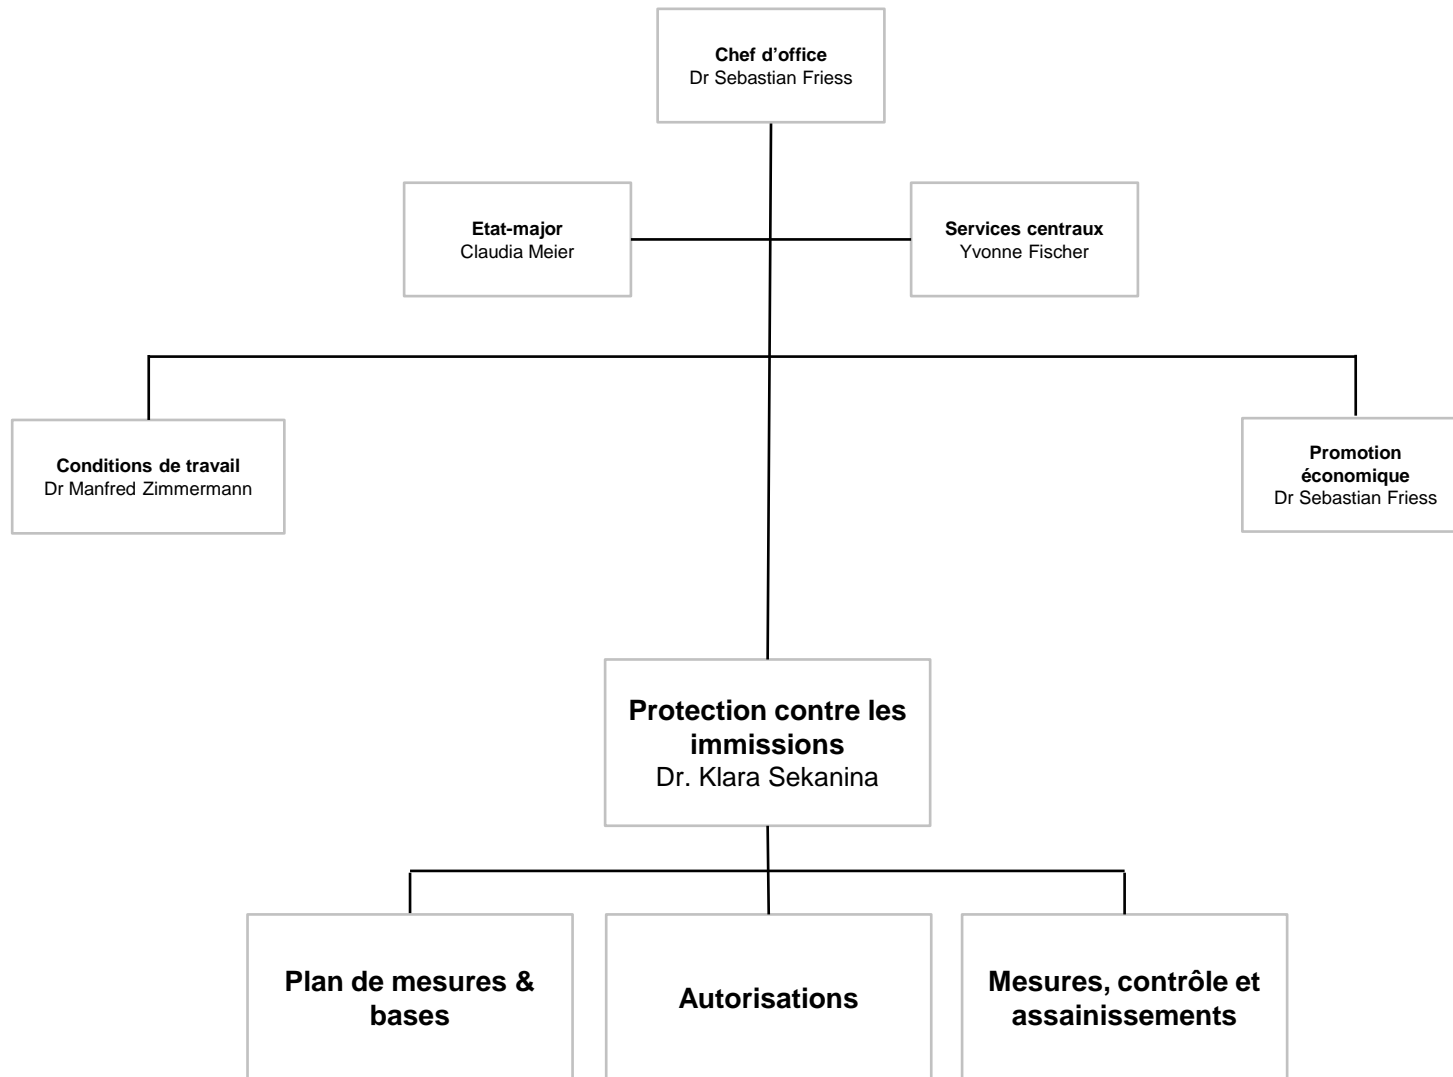 Chef d’office
Dr Sebastian Friess
Etat-major
Claudia Meier
Services centraux
Yvonne Fischer
Conditions de travail
Dr Manfred Zimmermann
Promotion
économique
Dr Sebastian Friess
Protection contre les
immissions
Dr. Klara Sekanina
Plan de mesures &
bases
Autorisations
Mesures, contrôle et
assainissements